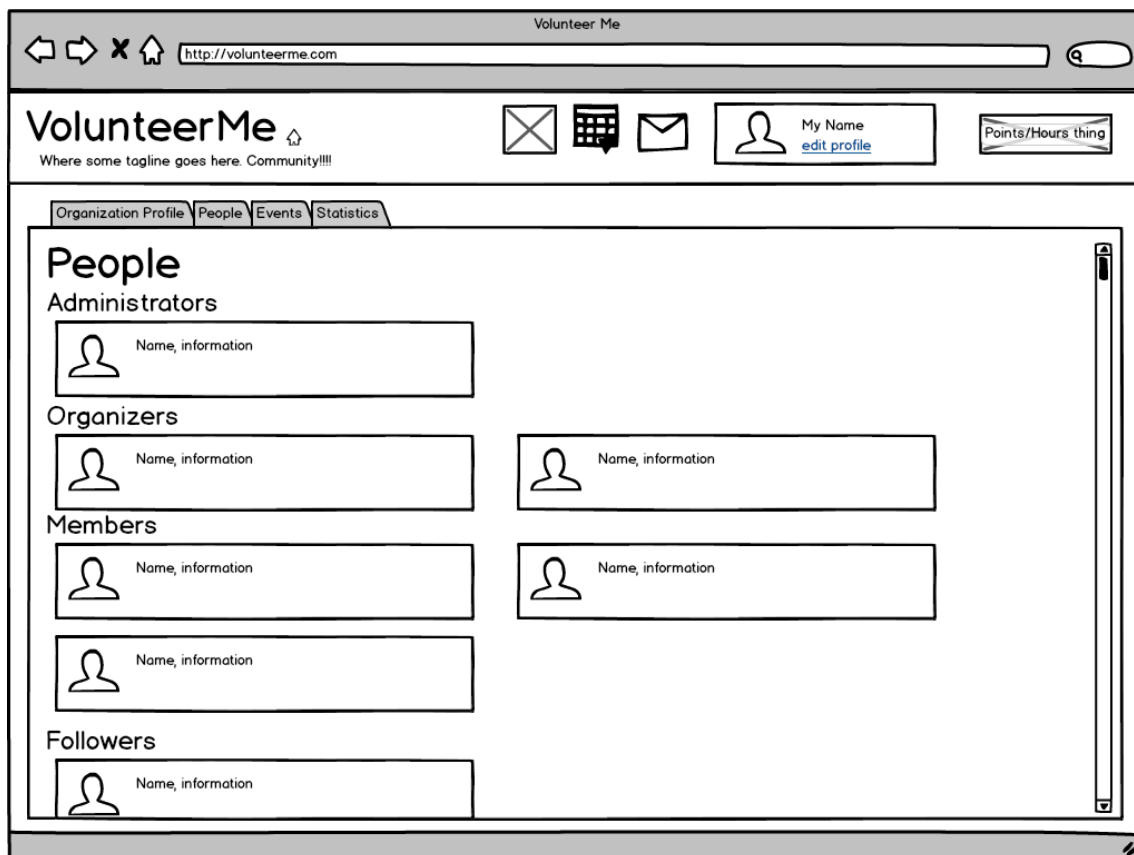 Volunteer Me
http://volunteerme.com
VolunteerMe
Where some tagline goes here. Community!!!!
My Name
edit profile
Points/Hours thing
Organization Profile People Events Statistics
People
Administrators
Name, information
Organizers
Name, information Name, information
Members
Name, information Name, information
Name, information
Followers
Name, information